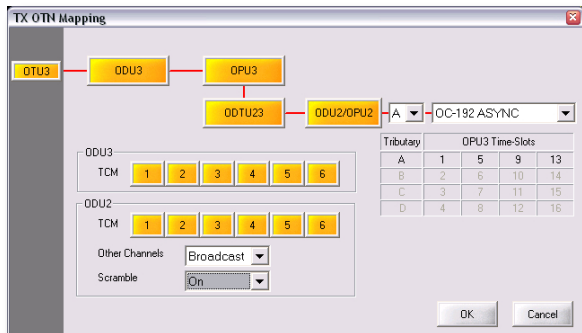 TX OTN Mapping
OTU3 ODU3 OPU3
ODTU23 ODU2/OPU2 A OC-192 ASYNC
Tributary OPU3 Time-Slots
A 1 5 9 13
B 2 6 10 14
C 3 7 11 15
D 4 8 12 16
ODU3
TCM 1 2 3 4 5 6
ODU2
TCM 1 2 3 4 5 6
Other Channels Broadcast
Scramble On
OK Cancel